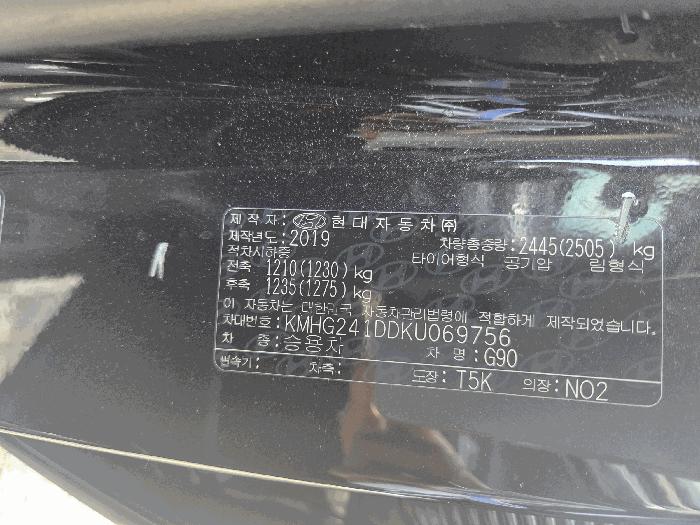 제 작 자 : 현대자동차㈜
제작년도 : 2019 차량총중량 : 2445(2505) kg
적차시하중 타이어형식 공기압 림형식
전축 1210(1230) kg
후축 1235(1275) kg
이 자동차는 대한민국 자동차관리법령에 적합하게 제작되었습니다.
차대번호 : KMHG241DDKU069756
차 종 : 승용차 차 명 : G90
변속기 : 차축 : 도장 : T5K 의장 : NO2